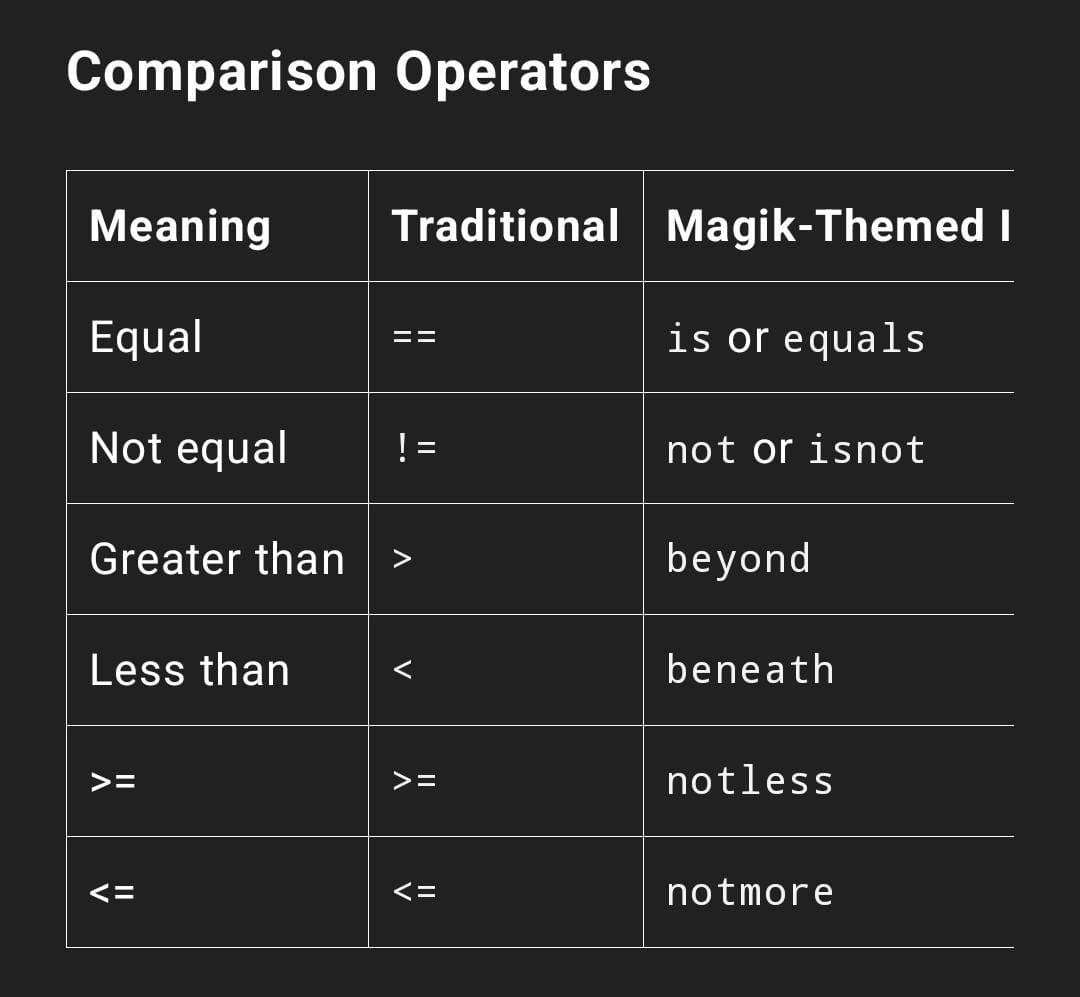 Comparison Operators
Meaning Traditional Magik-Themed I
Equal == is or equals
Not equal != not or isnot
Greater than > beyond
Less than < beneath
>= >= notless
<= <= notmore